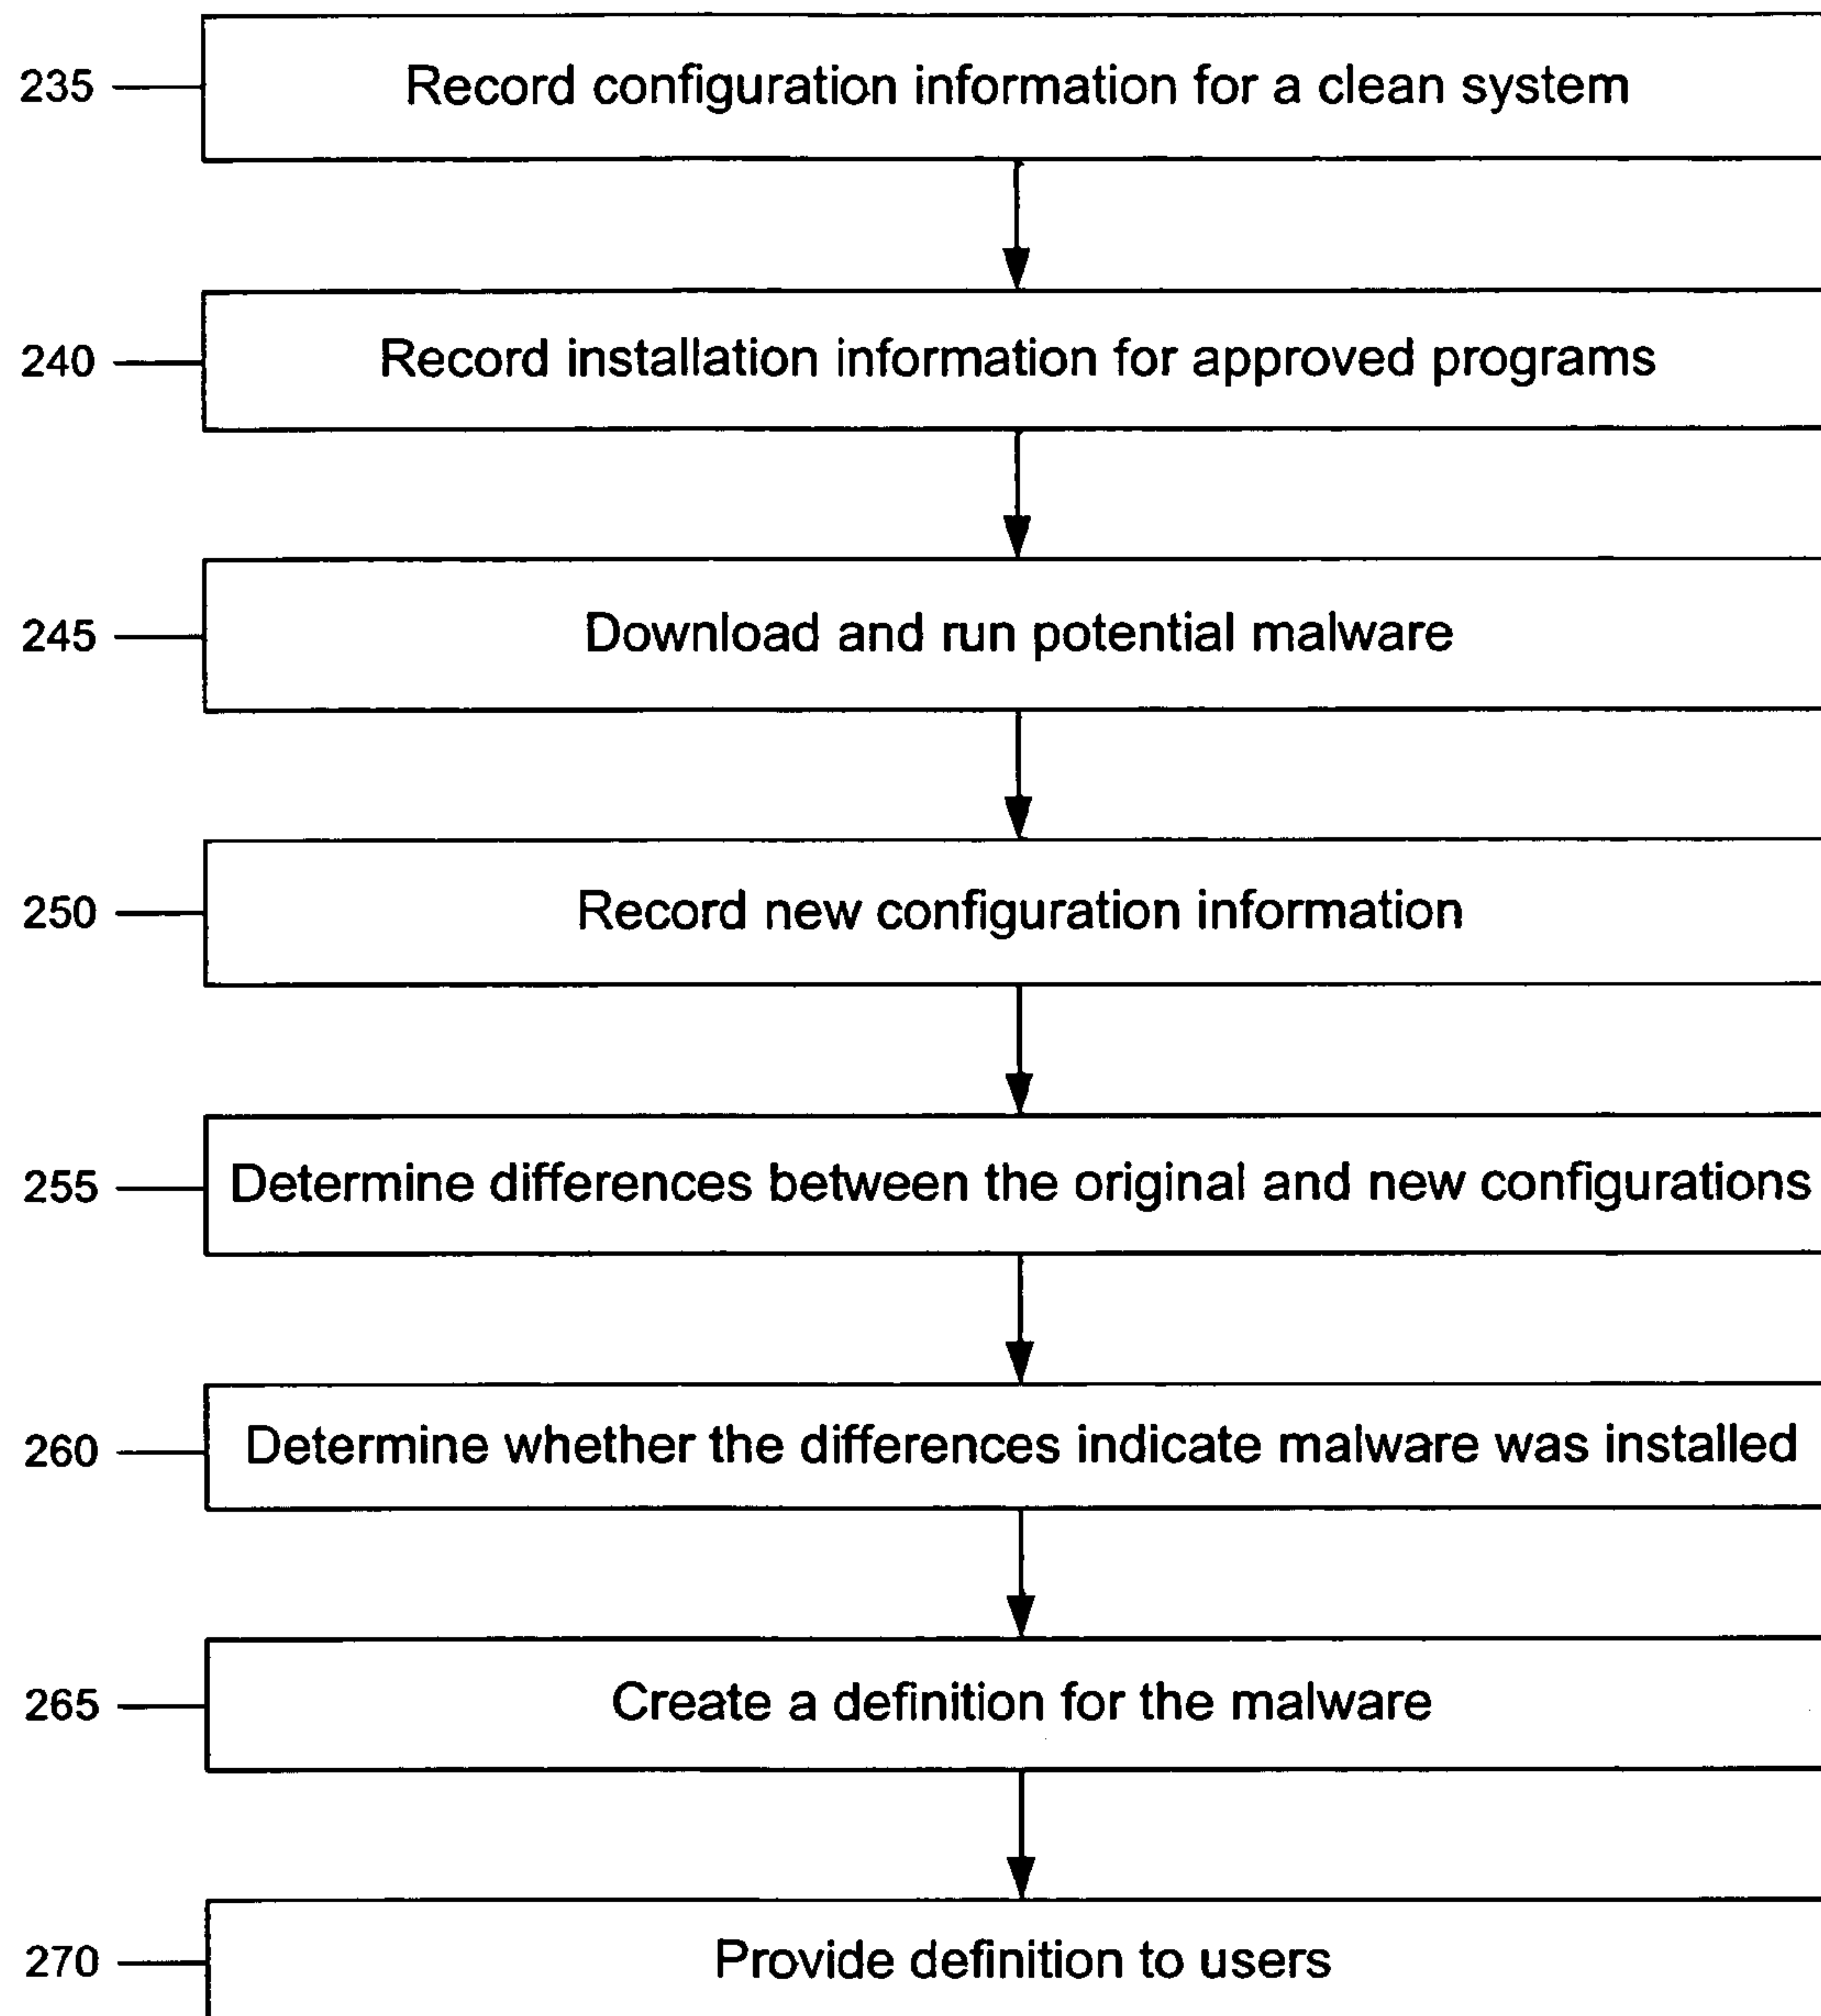 235 Record configuration information for a clean system
240 Record installation information for approved programs
245 Download and run potential malware
250 Record new configuration information
255 Determine differences between the original and new configurations
260 Determine whether the differences indicate malware was installed
265 Create a definition for the malware
270 Provide definition to users